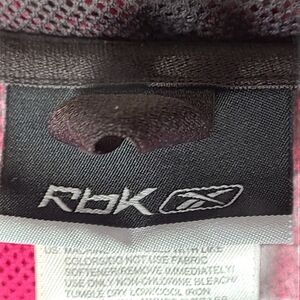 Rbk
COLORS/DO NOT USE FABRIC
SOFTENER/REMOVE IMMEDIATELY/
USE ONLY NON-CHLORINE BLEACH/
TUMBLE DRY LOW/COOL IRON